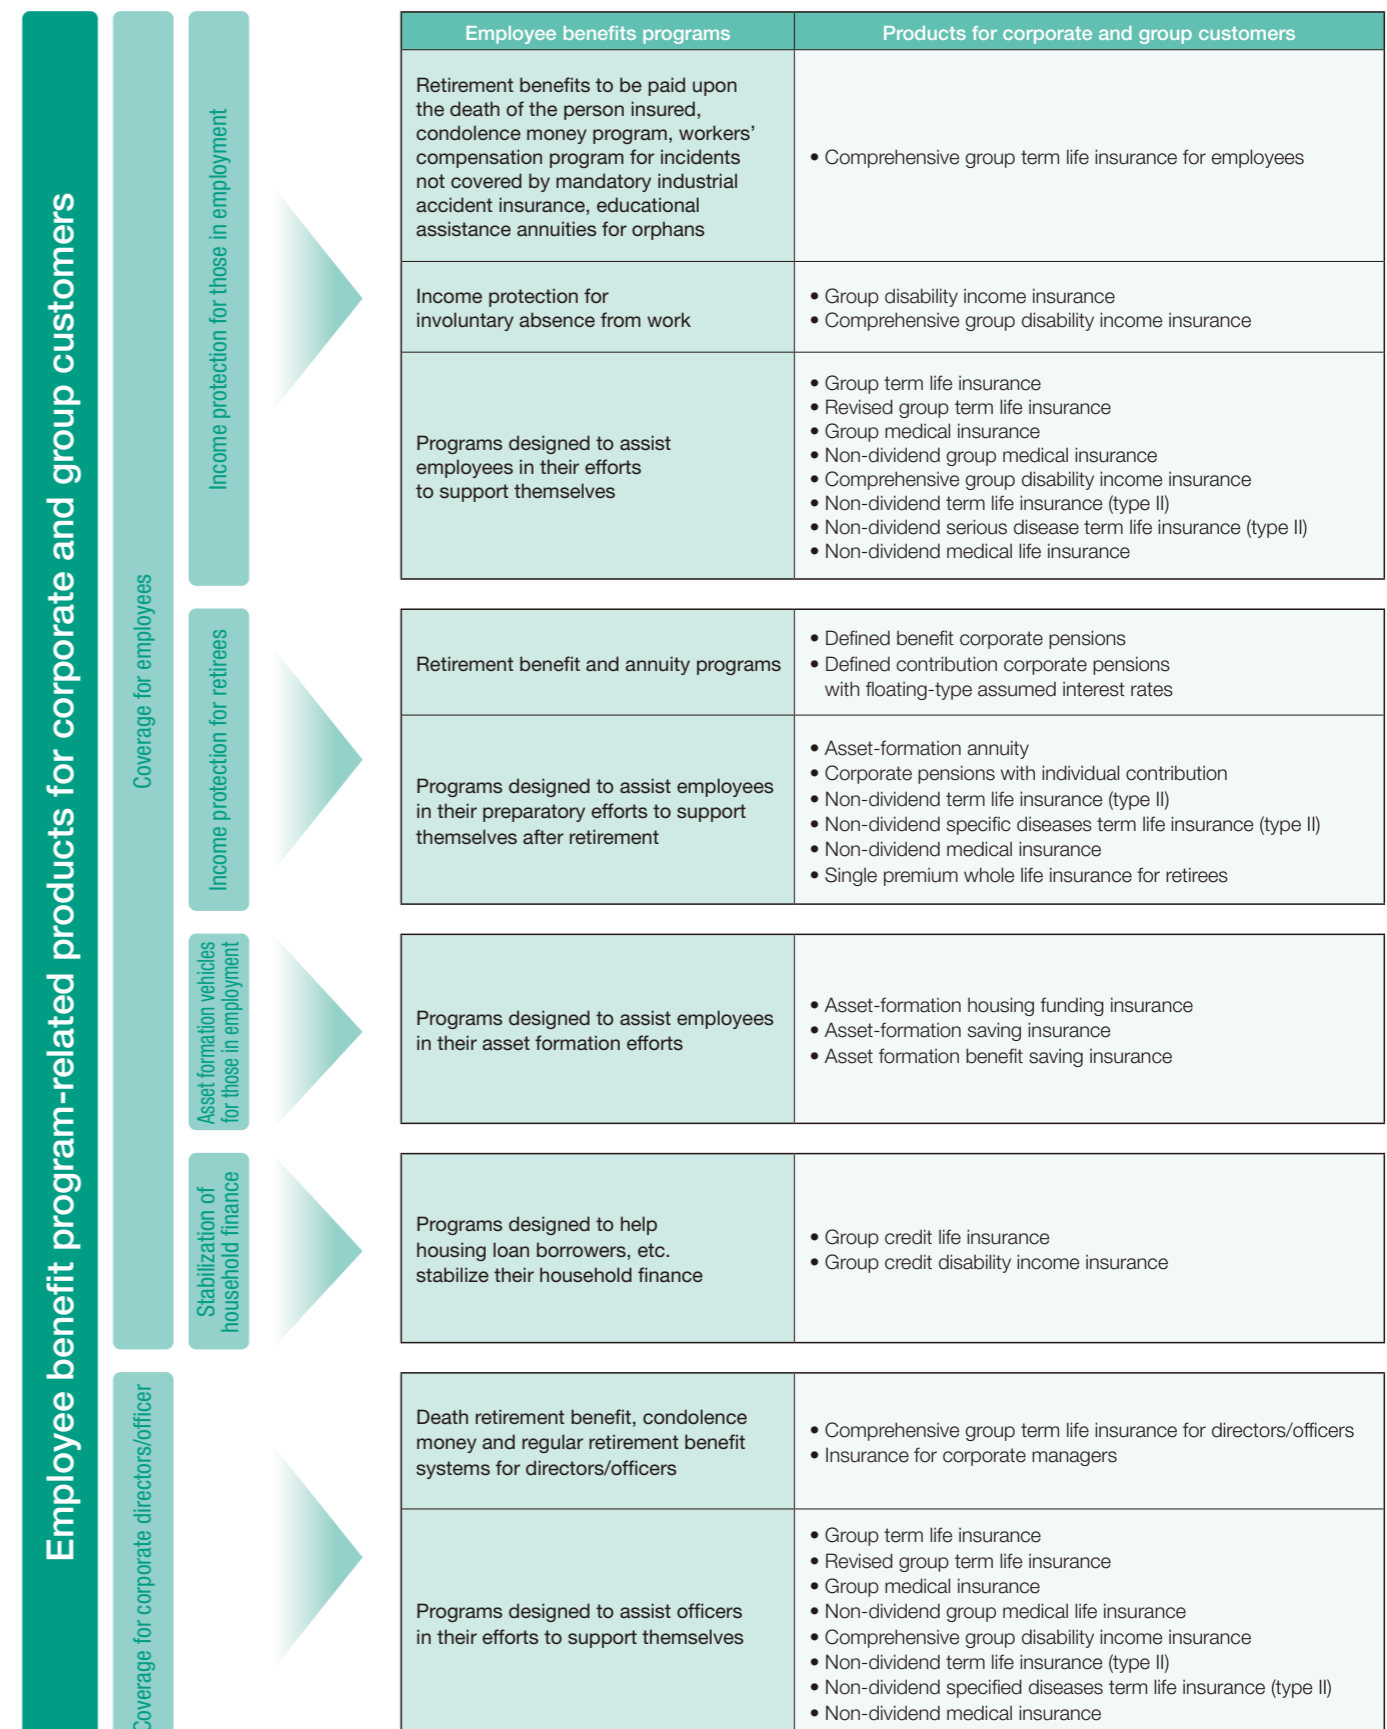 Employee benefit program-related products for corporate and group customers
Coverage for employees
Income protection for those in employment
Employee benefits programs
Products for corporate and group customers
Retirement benefits to be paid upon
the death of the person insured,
condolence money program, workers'
compensation program for incidents
not covered by mandatory industrial
accident insurance, educational
assistance annuities for orphans
• Comprehensive group term life insurance for employees
Income protection for
involuntary absence from work
• Group disability income insurance
• Comprehensive group disability income insurance
Programs designed to assist
employees in their efforts
to support themselves
• Group term life insurance
• Revised group term life insurance
• Group medical insurance
• Non-dividend group medical insurance
• Comprehensive group disability income insurance
• Non-dividend term life insurance (type II)
• Non-dividend serious disease term life insurance (type II)
• Non-dividend medical life insurance
Income protection for retirees
Retirement benefit and annuity programs
• Defined benefit corporate pensions
• Defined contribution corporate pensions
with floating-type assumed interest rates
Programs designed to assist employees
in their preparatory efforts to support
themselves after retirement
• Asset-formation annuity
• Corporate pensions with individual contribution
• Non-dividend term life insurance (type II)
• Non-dividend specific diseases term life insurance (type II)
• Non-dividend medical insurance
• Single premium whole life insurance for retirees
Asset formation vehicles
for those in employment
Programs designed to assist employees
in their asset formation efforts
• Asset-formation housing funding insurance
• Asset-formation saving insurance
• Asset formation benefit saving insurance
Stabilization of
household finance
Programs designed to help
housing loan borrowers, etc.
stabilize their household finance
• Group credit life insurance
• Group credit disability income insurance
Coverage for corporate directors/officer
Death retirement benefit, condolence
money and regular retirement benefit
systems for directors/officers
• Comprehensive group term life insurance for directors/officers
• Insurance for corporate managers
Programs designed to assist officers
in their efforts to support themselves
• Group term life insurance
• Revised group term life insurance
• Group medical insurance
• Non-dividend group medical life insurance
• Comprehensive group disability income insurance
• Non-dividend term life insurance (type II)
• Non-dividend specified diseases term life insurance (type II)
• Non-dividend medical insurance